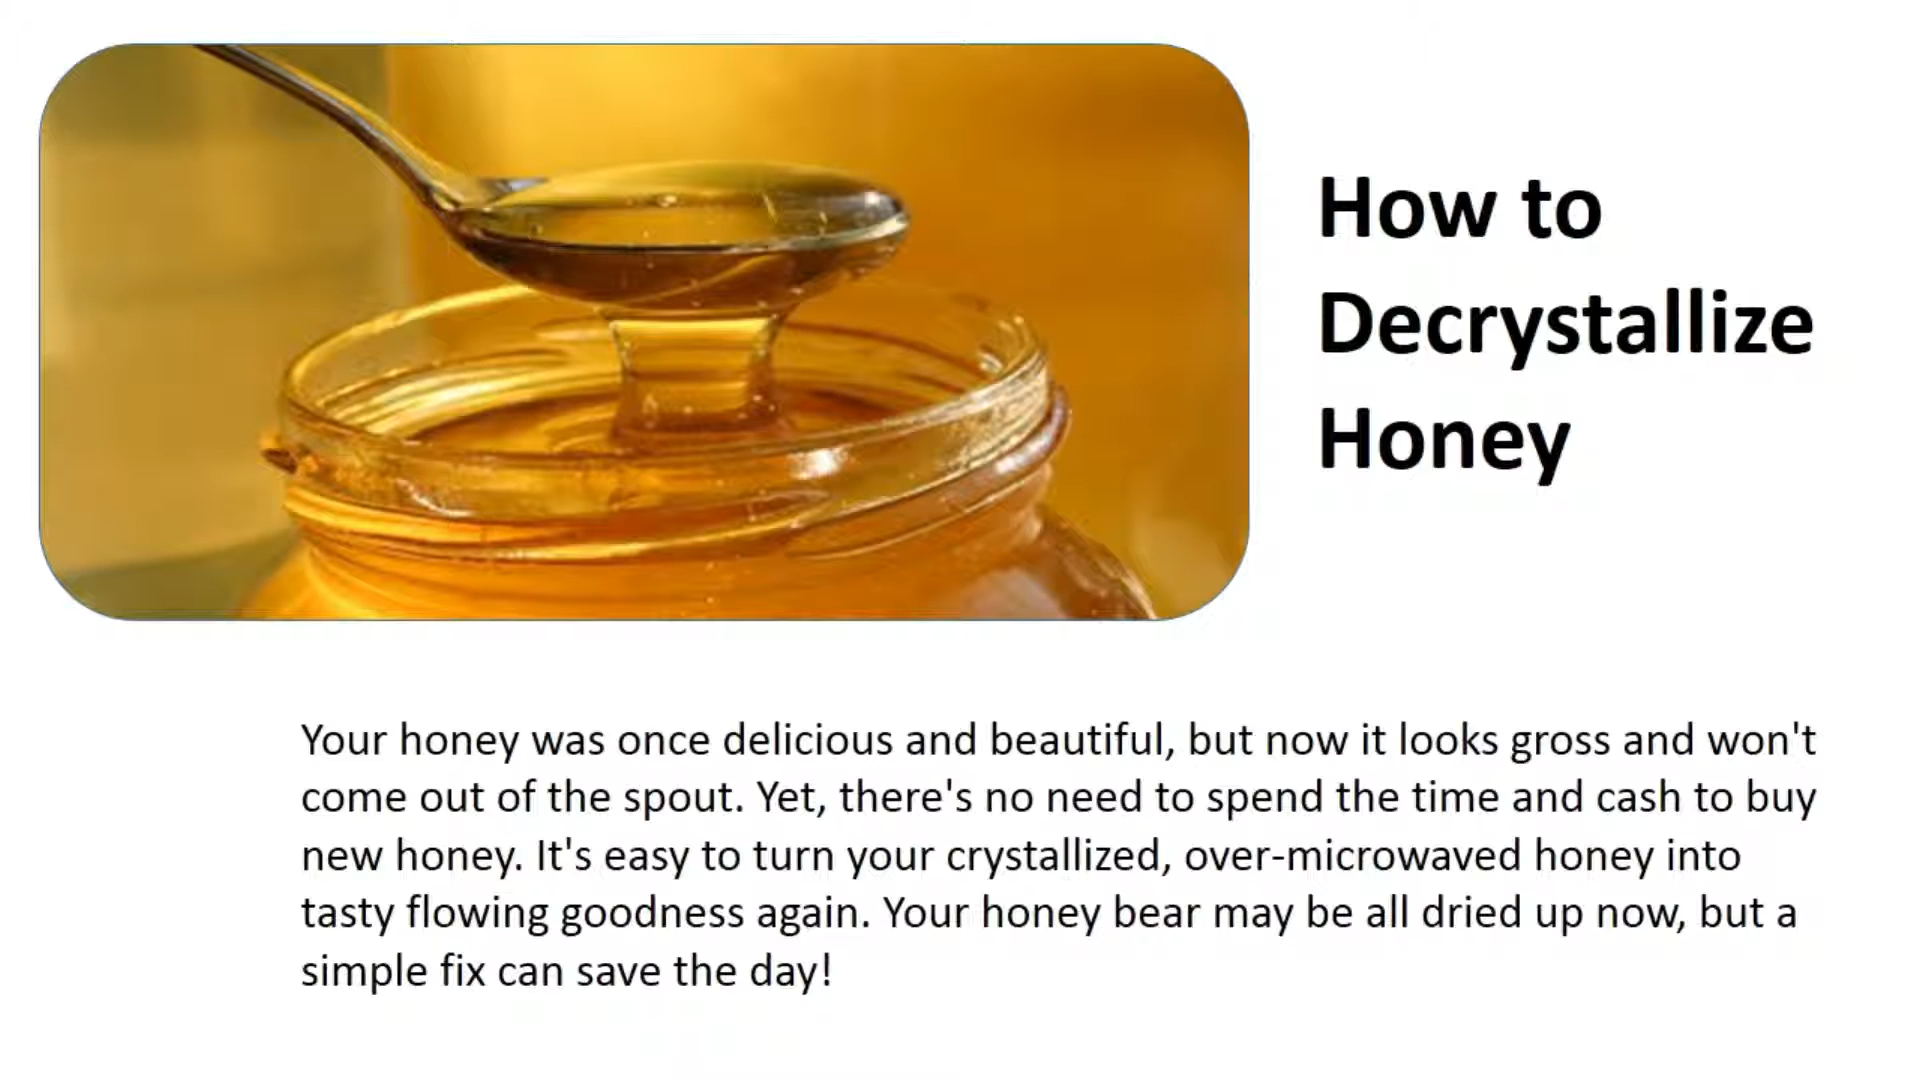 How to
Decrystallize
Honey
Your honey was once delicious and beautiful, but now it looks gross and won't
come out of the spout. Yet, there's no need to spend the time and cash to buy
new honey. It's easy to turn your crystallized, over-microwaved honey into
tasty flowing goodness again. Your honey bear may be all dried up now, but a
simple fix can save the day!